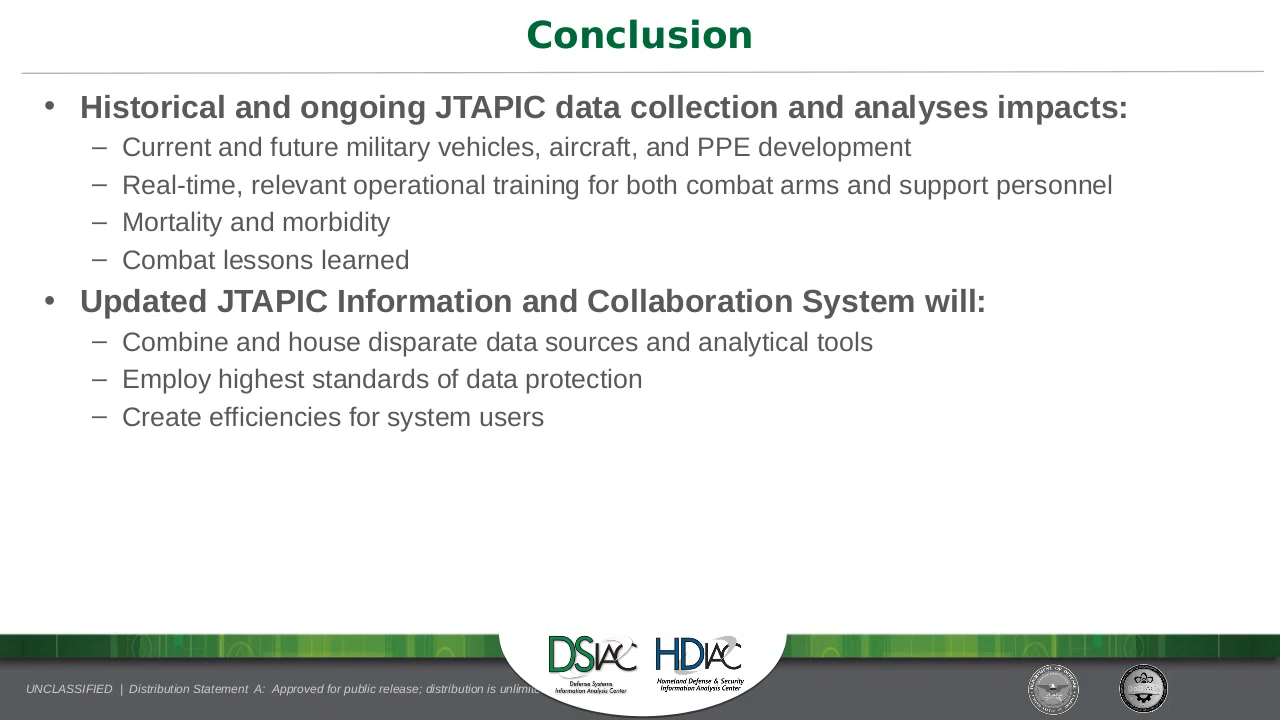 Conclusion
• Historical and ongoing JTAPIC data collection and analyses impacts:
– Current and future military vehicles, aircraft, and PPE development
– Real-time, relevant operational training for both combat arms and support personnel
– Mortality and morbidity
– Combat lessons learned
• Updated JTAPIC Information and Collaboration System will:
– Combine and house disparate data sources and analytical tools
– Employ highest standards of data protection
– Create efficiencies for system users
DSIAC
Defense Systems
Information Analysis Center
HDIAC
Homeland Defense & Security
Information Analysis Center
UNCLASSIFIED | Distribution Statement A: Approved for public release; distribution is